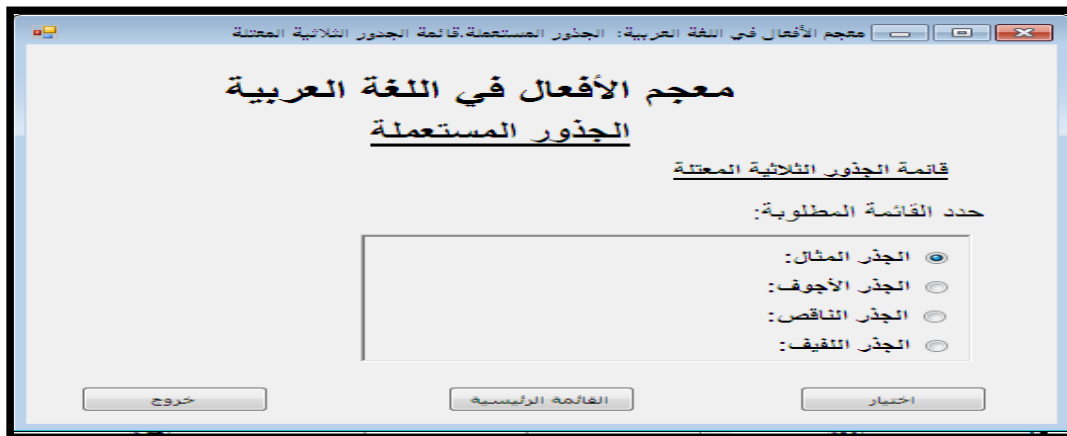 معجم الأفعال في اللغة العربية: الجذور المستعملة.قائمة الجدور الثلاثية المعتلة
معجم الأفعال في اللغة العربية
الجذور المستعملة
قائمة الجذور الثلاثية المعتلة
حدد القائمة المطلوبة:
الجذر المثال:
الجذر الأجوف:
الجذر الناقص:
الجذر اللفيف:
اختيار
القائمة الرئيسية
خروج